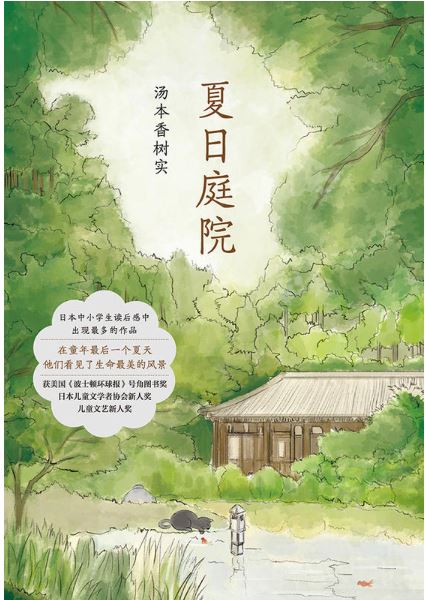 夏日庭院
汤本香树实
日本中小学生读后感中
出现最多的作品
在童年最后一个夏天
他们看见了生命最美的风景
获美国《波士顿环球报》号角图书奖
日本儿童文学者协会新人奖
儿童文艺新人奖